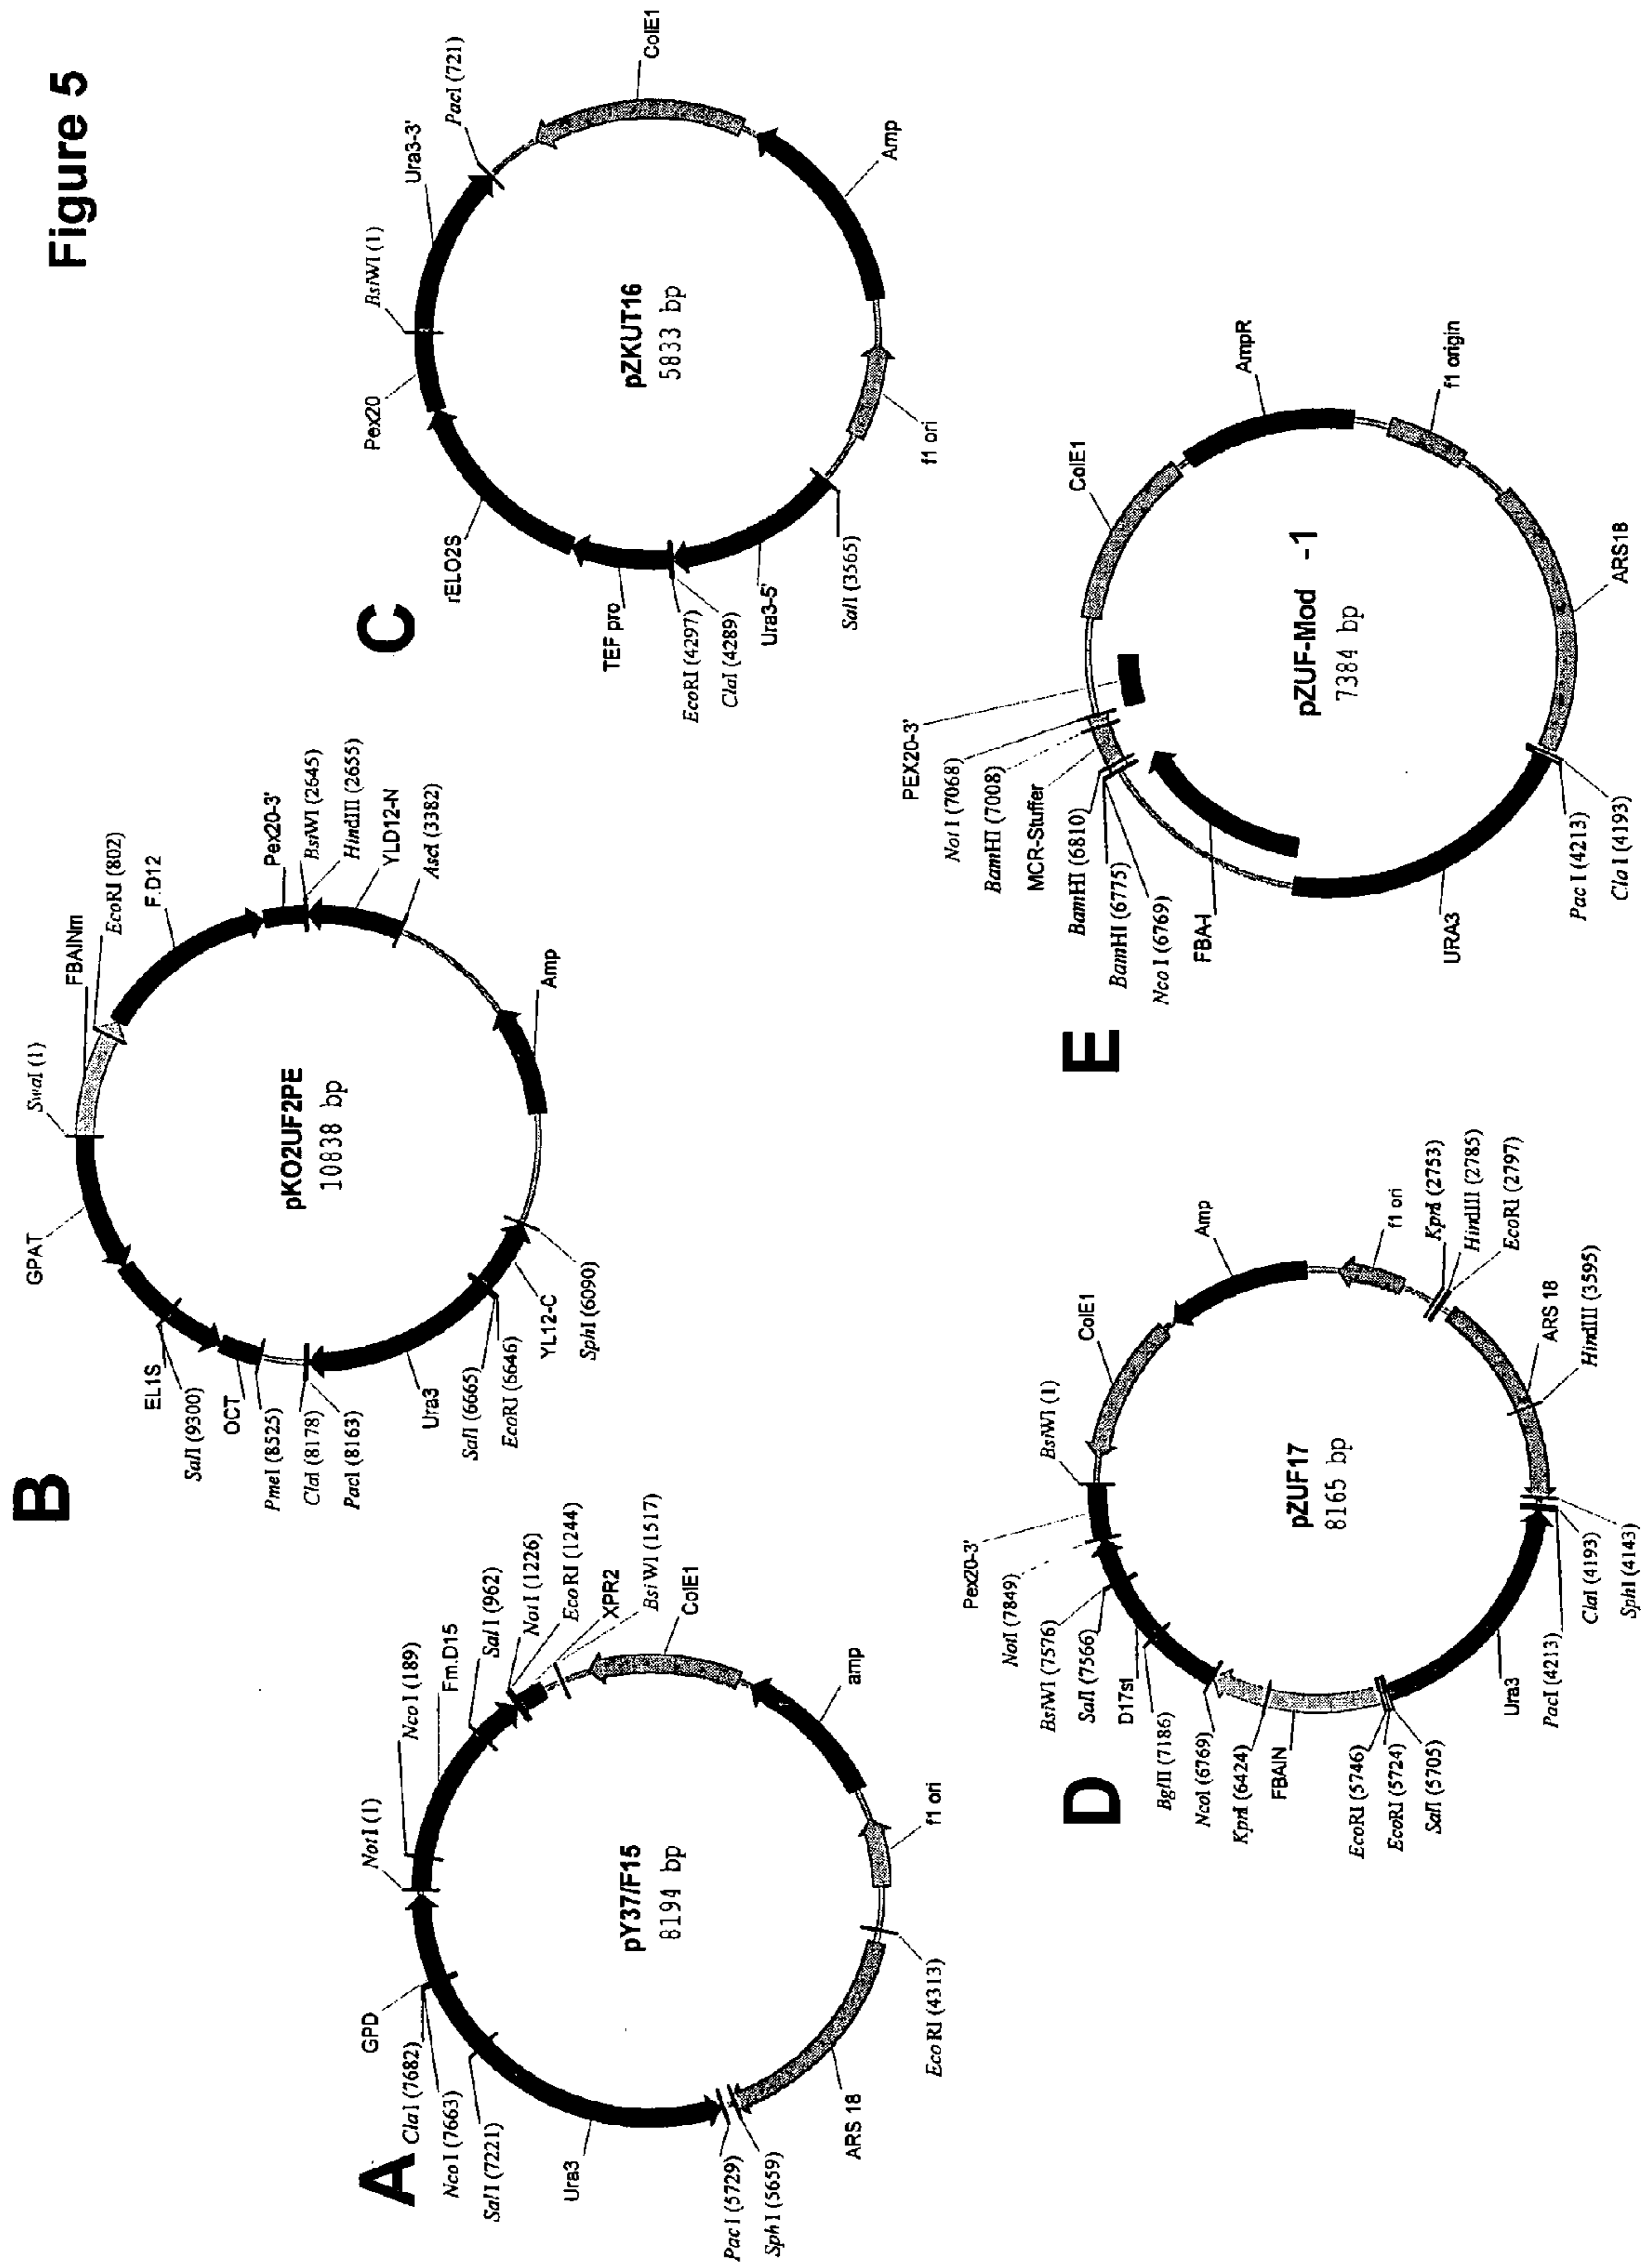 Figure 5
A
NotI (1)
NcoI (189)
Fm.D15
SalI (962)
NotI (1226)
EcoRI (1244)
XPR2
BsiWI (1517)
ColE1
amp
f1 ori
EcoRI (4313)
ARS 18
SphI (5659)
PacI (5729)
Ura3
SalI (7221)
NcoI (7663)
ClaI (7682)
GPD
pY37/F15
8194 bp
B
SwaI (1)
FBAINm
EcoRI (802)
F.D12
Pex20-3'
BsiWI (2645)
HindIII (2655)
YLD12-N
AscI (3382)
Amp
SphI (6090)
YL12-C
EcoRI (6646)
SalI (6665)
Ura3
PacI (8163)
ClaI (8178)
PmeI (8525)
OCT
SalI (9300)
EL1S
GPAT
pKO2UF2PE
10838 bp
C
BsiWI (1)
Ura3-3'
PacI (721)
ColE1
Amp
f1 ori
SalI (3565)
Ura3-5'
ClaI (4289)
EcoRI (4297)
TEF pro
rELO2S
Pex20
pZKUT16
5833 bp
D
BsiWI (1)
ColE1
Amp
f1 ori
KpnI (2753)
HindIII (2785)
EcoRI (2797)
ARS 18
HindIII (3595)
SphI (4143)
ClaI (4193)
PacI (4213)
Ura3
SalI (5705)
EcoRI (5724)
EcoRI (5746)
FBAIN
KpnI (6424)
NcoI (6769)
BglII (7186)
D17st
SalI (7566)
BsiWI (7576)
NotI (7849)
Pex20-3'
pZUF17
8165 bp
E
ColE1
AmpR
f1 origin
ARS18
ClaI (4193)
PacI (4213)
URA3
FBA-I
NcoI (6769)
BamHI (6775)
BamHI (6810)
MCR-Stuffer
BamHI (7008)
NotI (7068)
PEX20-3'
pZUF-Mod -1
7384 bp